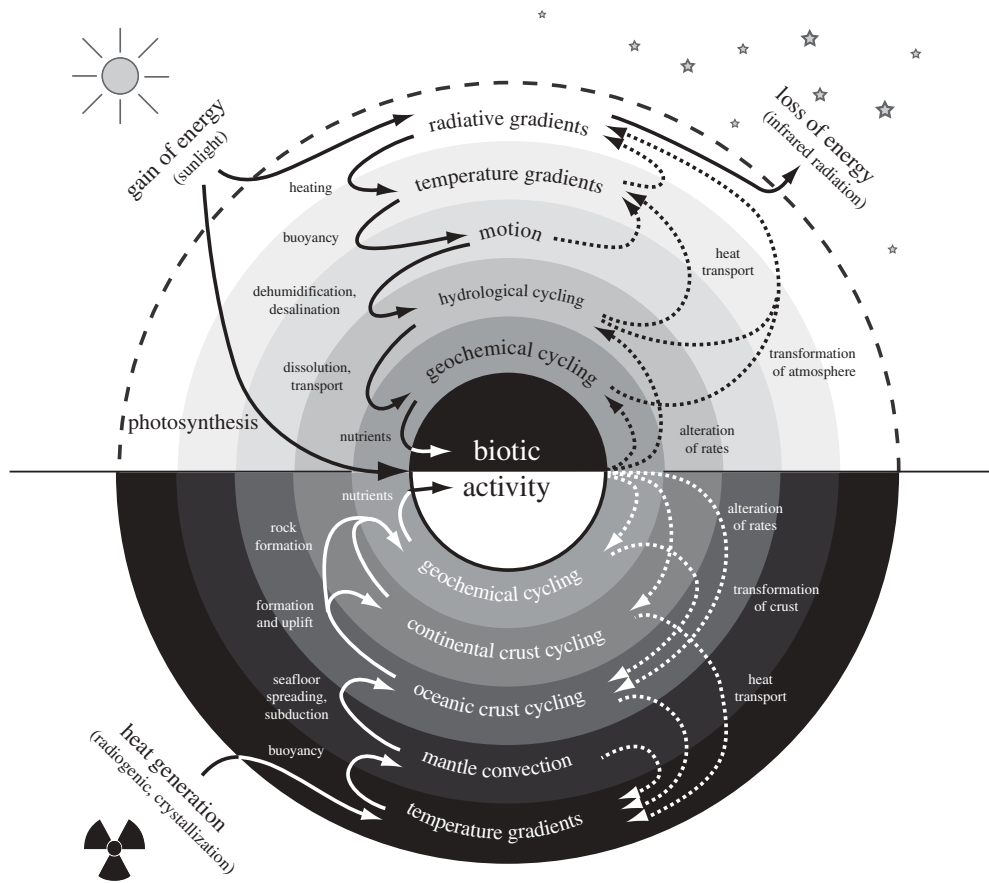 gain of energy
(sunlight)
loss of energy
(infrared radiation)
radiative gradients
heating
temperature gradients
buoyancy
motion
heat
transport
dehumidification,
desalination
hydrological cycling
dissolution,
transport
geochemical cycling
transformation
of atmosphere
photosynthesis
nutrients
alteration
of rates
biotic
activity
nutrients
alteration
of rates
rock
formation
geochemical cycling
transformation
of crust
formation
and uplift
continental crust cycling
seafloor
spreading,
subduction
oceanic crust cycling
heat
transport
buoyancy
mantle convection
heat generation
(radiogenic, crystallization)
temperature gradients